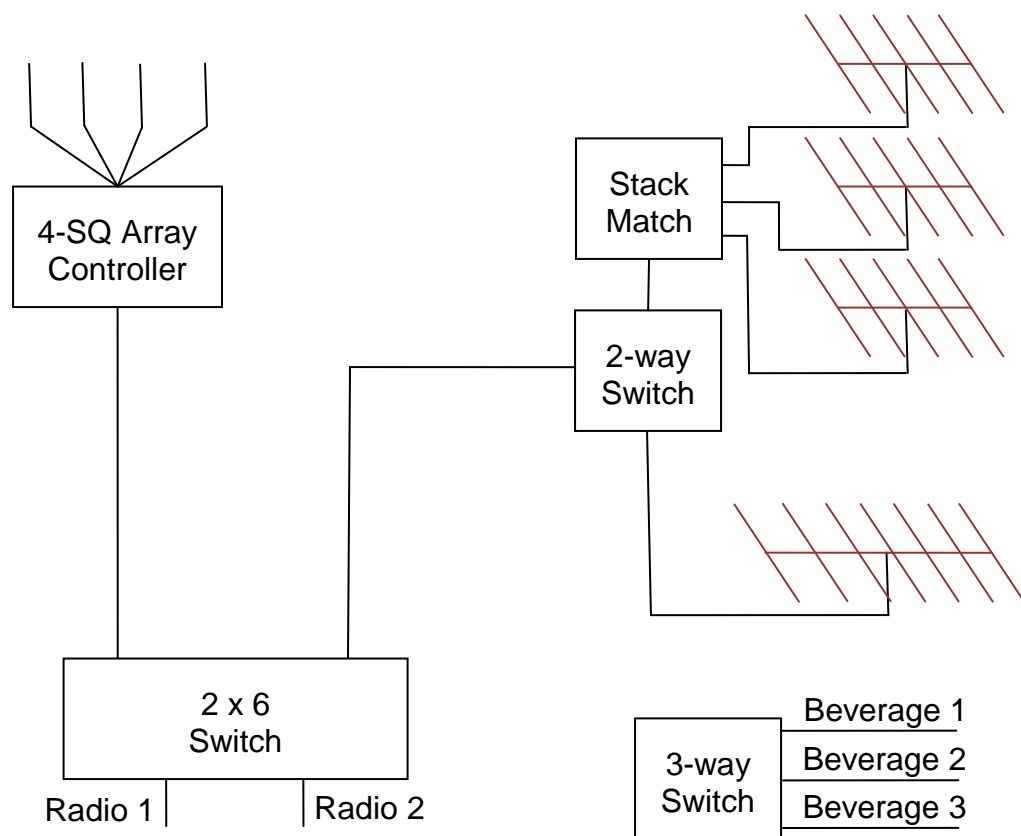 4-SQ Array
Controller
Stack
Match
2-way
Switch
2 x 6
Switch
Radio 1
Radio 2
3-way
Switch
Beverage 1
Beverage 2
Beverage 3